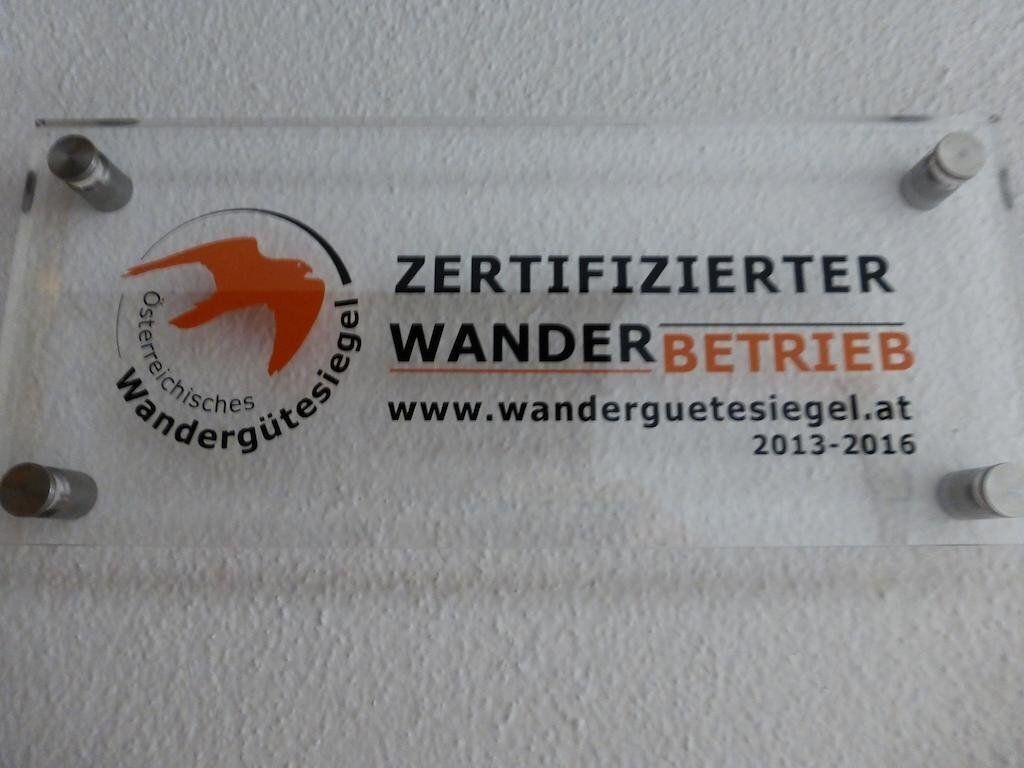 Österreichisches
Wandergütesiegel
ZERTIFIZIERTER
WANDERBETRIEB
www.wanderguetesiegel.at
2013-2016